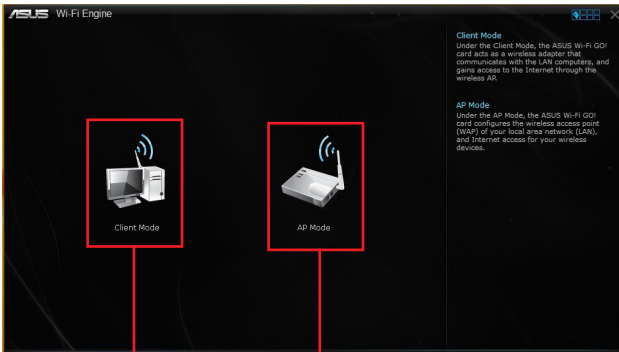 ASUS Wi-Fi Engine
Client Mode
Under the Client Mode, the ASUS Wi-Fi GO!
card acts as a wireless adapter that
communicates with the LAN computers, and
gains access to the Internet through the
wireless AP.
AP Mode
Under the AP Mode, the ASUS Wi-Fi GO!
card configures the wireless access point
(WAP) of your local area network (LAN),
and Internet access for your wireless
devices.
Client Mode
AP Mode